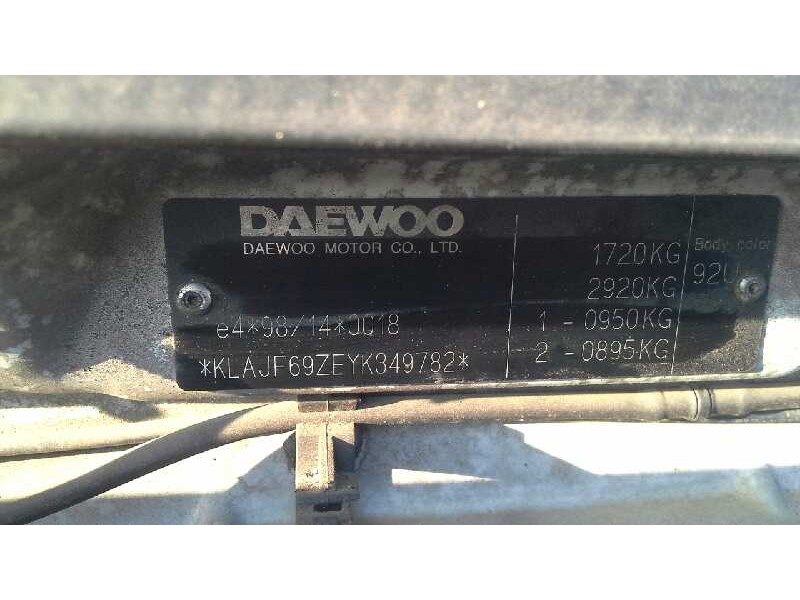 DAEWOO
DAEWOO MOTOR CO., LTD.
e4*98/14*0018
*KLAJF69ZEYK349782*
1720KG
2920KG
1 - 0950KG
2 - 0895KG
Body color
92U